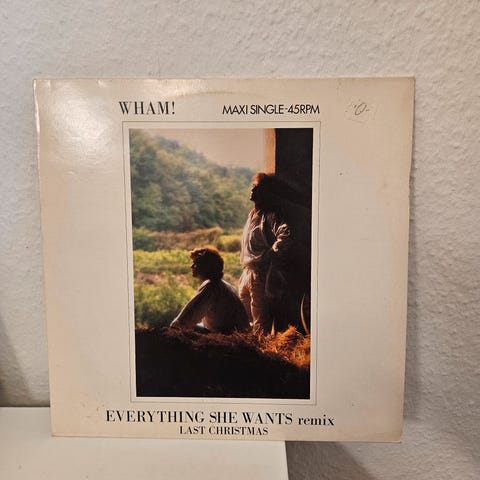 WHAM!
MAXI SINGLE-45RPM
EVERYTHING SHE WANTS remix
LAST CHRISTMAS